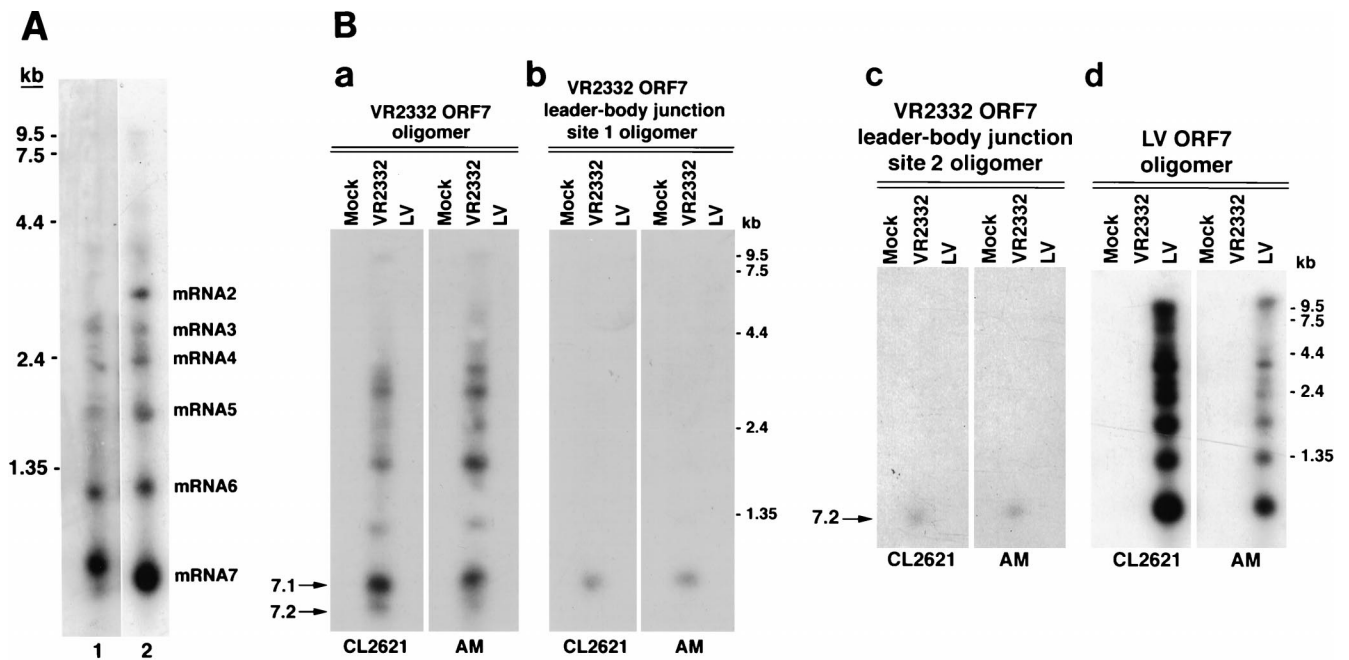 A
kb
9.5 -
7.5 -
4.4 -
2.4 -
1.35 -
mRNA2
mRNA3
mRNA4
mRNA5
mRNA6
mRNA7
1 2
B
a
VR2332 ORF7
oligomer
Mock
VR2332
LV
Mock
VR2332
LV
7.1
7.2
CL2621 AM
b
VR2332 ORF7
leader-body junction
site 1 oligomer
Mock
VR2332
LV
Mock
VR2332
LV
kb
- 9.5
- 7.5
- 4.4
- 2.4
- 1.35
CL2621 AM
c
VR2332 ORF7
leader-body junction
site 2 oligomer
Mock
VR2332
LV
Mock
VR2332
LV
7.2
CL2621 AM
d
LV ORF7
oligomer
Mock
VR2332
LV
Mock
VR2332
LV
kb
- 9.5
- 7.5
- 4.4
- 2.4
- 1.35
CL2621 AM